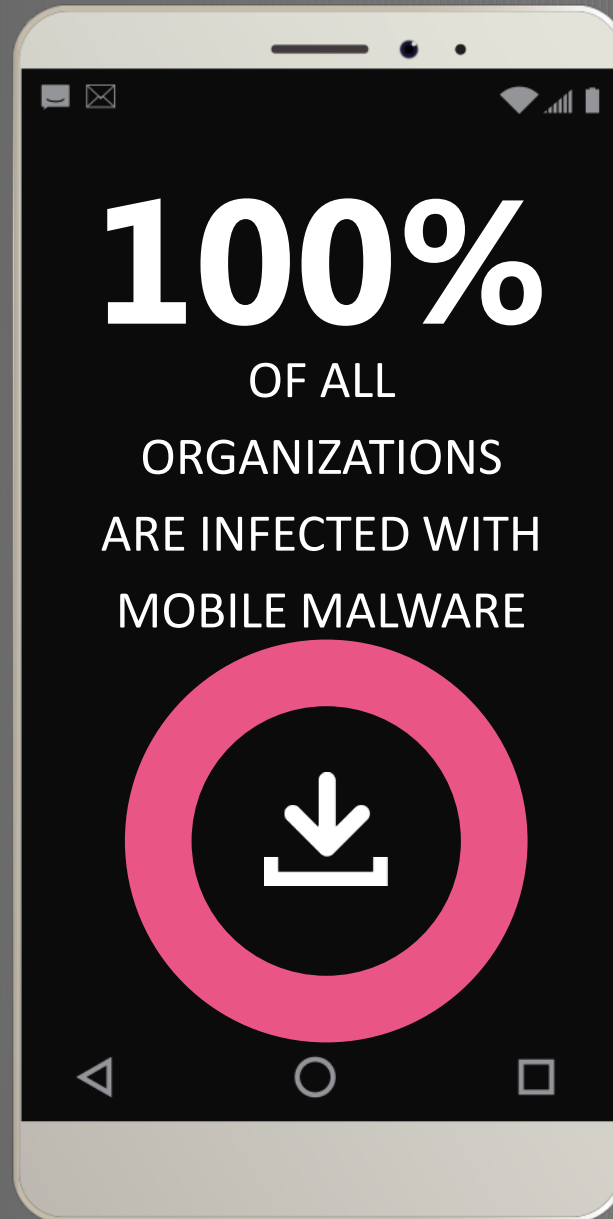 100%
OF ALL
ORGANIZATIONS
ARE INFECTED WITH
MOBILE MALWARE